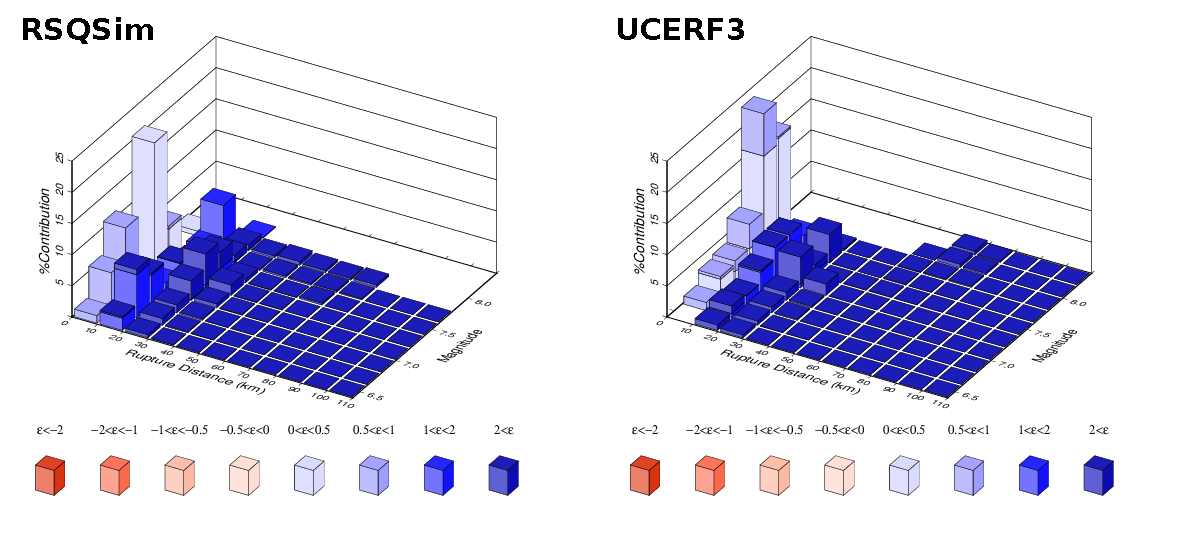 RSQSim
%Contribution
5
10
15
20
25
0
10
20
30
40
50
60
70
80
90
100
110
Rupture Distance (km)
6.5
7.0
7.5
8.0
Magnitude
ε<−2
−2<ε<−1
−1<ε<−0.5
−0.5<ε<0
0<ε<0.5
0.5<ε<1
1<ε<2
2<ε
UCERF3
%Contribution
5
10
15
20
25
0
10
20
30
40
50
60
70
80
90
100
110
Rupture Distance (km)
6.5
7.0
7.5
8.0
Magnitude
ε<−2
−2<ε<−1
−1<ε<−0.5
−0.5<ε<0
0<ε<0.5
0.5<ε<1
1<ε<2
2<ε